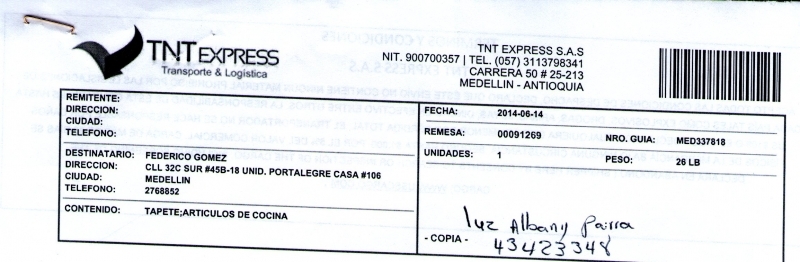 TNT EXPRESS
Transporte & Logística
TNT EXPRESS S.A.S
NIT. 900700357 | TEL. (057) 3113798341
CARRERA 50 # 25-213
MEDELLIN - ANTIOQUIA
REMITENTE:
DIRECCION:
CIUDAD:
TELEFONO:
DESTINATARIO: FEDERICO GOMEZ
DIRECCION: CLL 32C SUR #45B-18 UNID. PORTALEGRE CASA #106
CIUDAD: MEDELLIN
TELEFONO: 2768852
CONTENIDO: TAPETE;ARTICULOS DE COCINA
FECHA: 2014-06-14
REMESA: 00091269 NRO. GUIA: MED337818
UNIDADES: 1 PESO: 26 LB
luz Albany Parra
- COPIA - 43423348